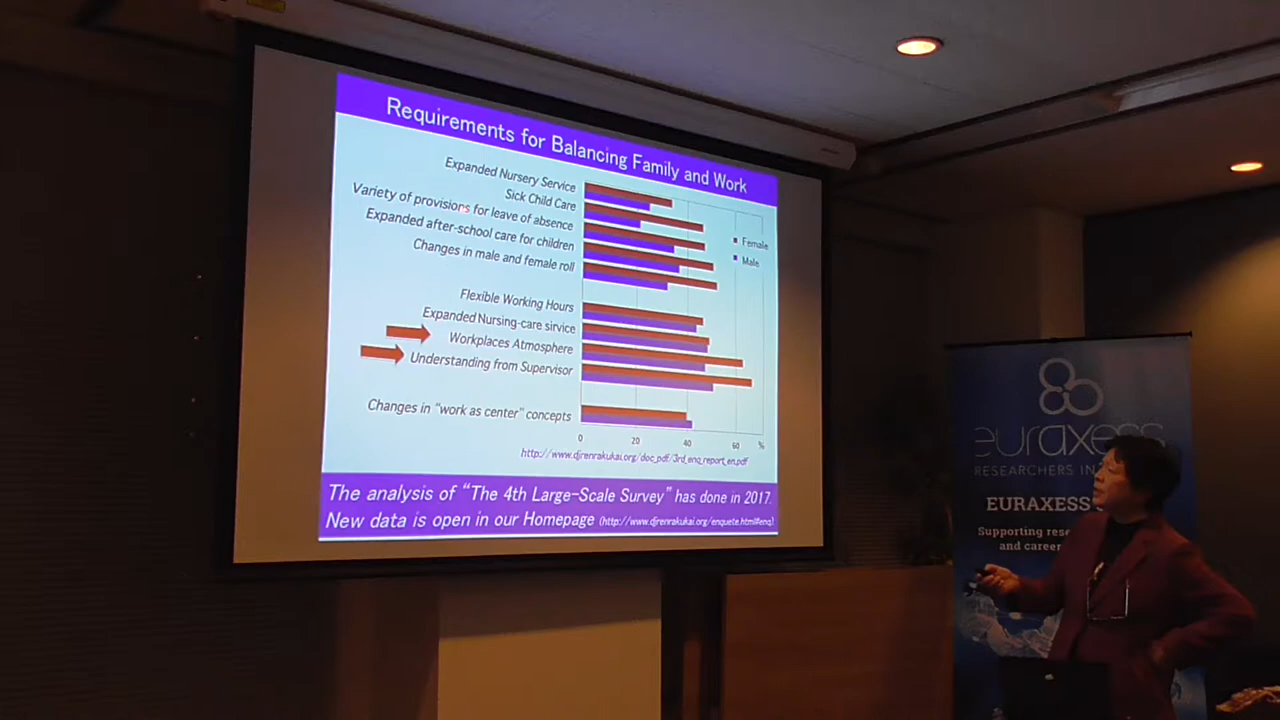 Requirements for Balancing Family and Work
Expanded Nursery Service
Sick Child Care
Variety of provisions for leave of absence
Expanded after-school care for children
Changes in male and female roll
Flexible Working Hours
Expanded Nursing-care sirvice
Workplaces Atmosphere
Understanding from Supervisor
Changes in “work as center” concepts
Female
Male
0 20 40 60 %
http://www.djrenrakukai.org/doc_pdf/3rd_enq_report_en.pdf
The analysis of “The 4th Large-Scale Survey” has done in 2017.
New data is open in our Homepage (http://www.djrenrakukai.org/enquete.html#enq)
euraxess
RESEARCHERS IN
EURAXESS
Supporting
and career